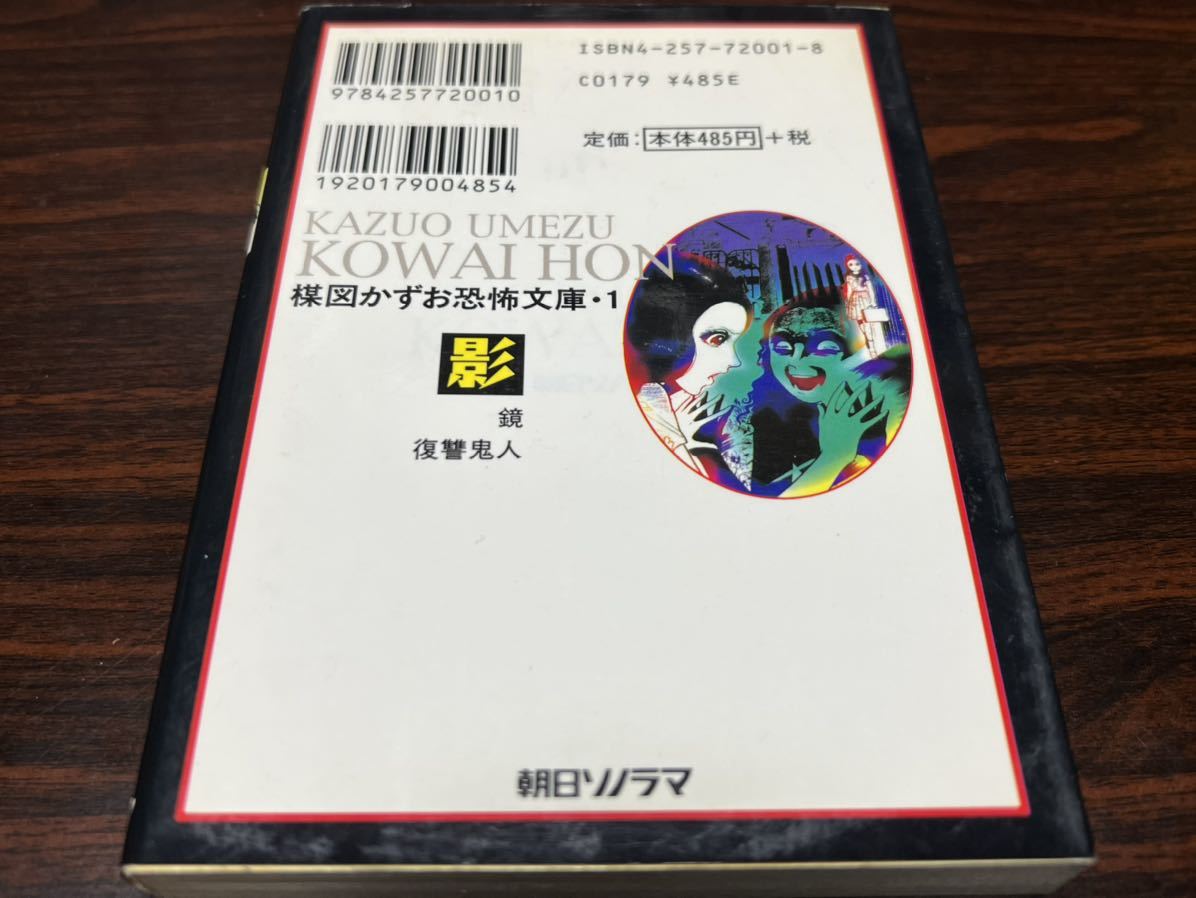 ISBN4-257-72001-8
9784257720010
C0179 ¥485E
定価:本体485円+税
1920179004854
KAZUO UMEZU
KOWAI HON
楳図かずお恐怖文庫・1
影
鏡
復讐鬼人
朝日ソノラマ